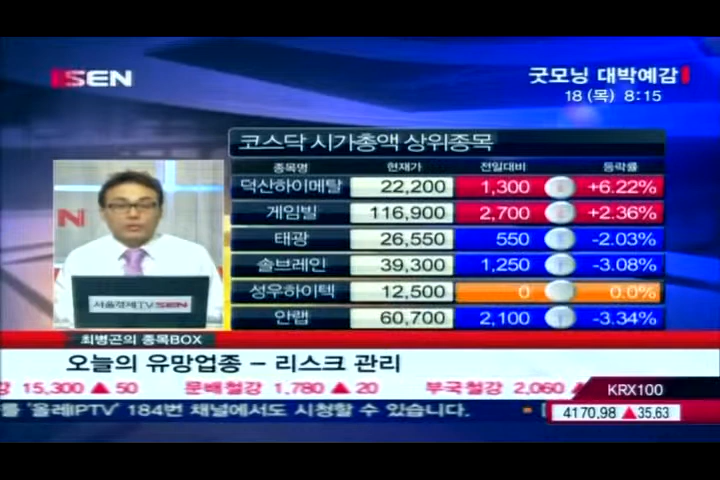 SEN
굿모닝 대박예감
18 (목) 8:15
코스닥 시가총액 상위종목
종목명 현재가 전일대비 등락률
덕산하이메탈 22,200 1,300 +6.22%
게임빌 116,900 2,700 +2.36%
태광 26,550 550 -2.03%
솔브레인 39,300 1,250 -3.08%
성우하이텍 12,500 0 0.0%
안랩 60,700 2,100 -3.34%
N
서울경제TV SEN
최병곤의 종목BOX
오늘의 유망업종 - 리스크 관리
강 15,300 ▲ 50 문배철강 1,780 ▲ 20 부국철강 2,060
KRX100
4170,98 ▲35,63
를 '올레IPTV' 184번 채널에서도 시청할 수 있습니다.